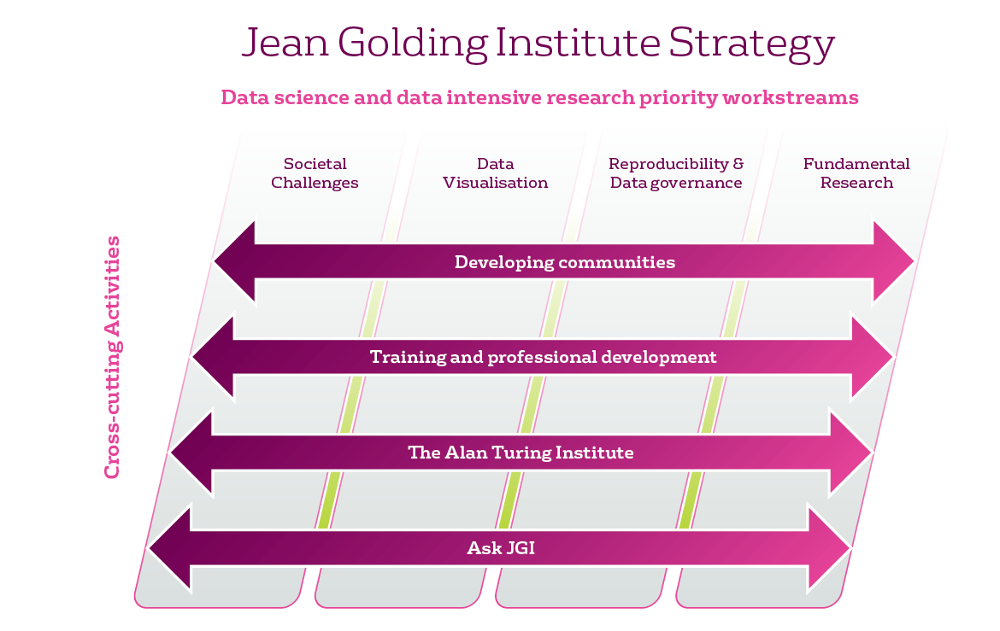 Jean Golding Institute Strategy
Data science and data intensive research priority workstreams
Societal
Challenges
Data
Visualisation
Reproducibility &
Data governance
Fundamental
Research
Cross-cutting Activities
Developing communities
Training and professional development
The Alan Turing Institute
Ask JGI